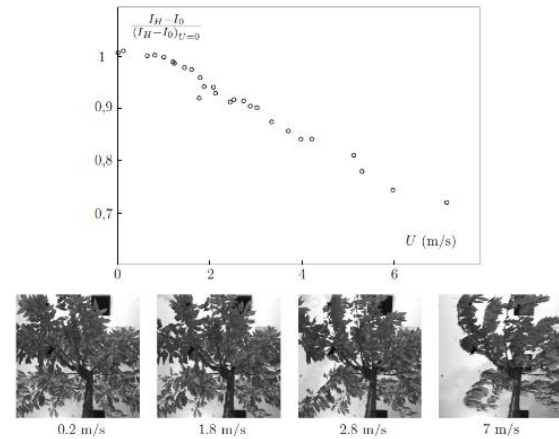 I_H−I_0
(I_H−I_0)_{U=0}
1
0,9
0,8
0,7
U (m/s)
0 2 4 6
0.2 m/s 1.8 m/s 2.8 m/s 7 m/s